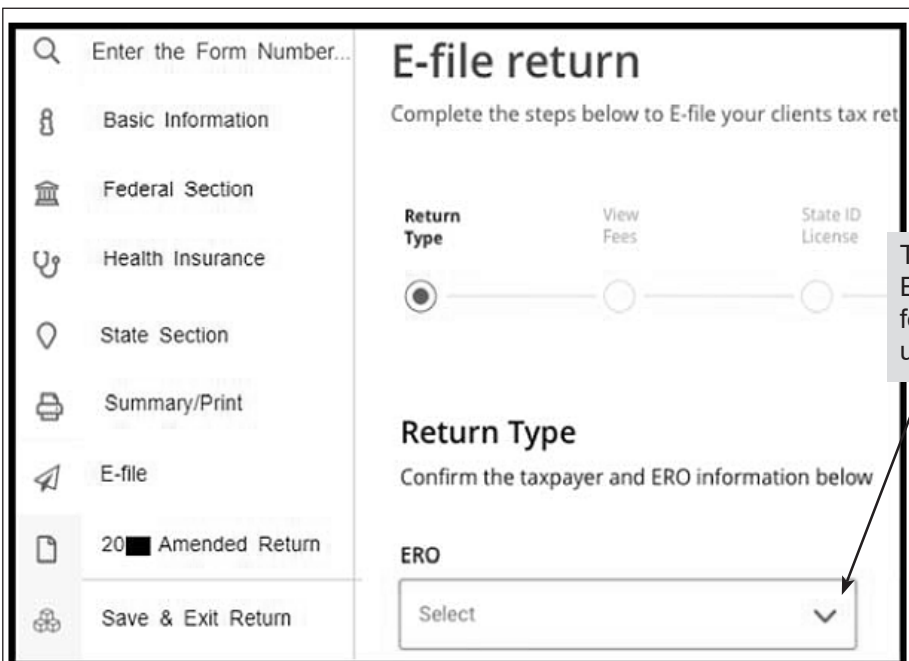 Enter the Form Number...
Basic Information
Federal Section
Health Insurance
State Section
Summary/Print
E-file
20 Amended Return
Save & Exit Return
E-file return
Complete the steps below to E-file your clients tax
Return
Type
View
Fees
State ID
License
Return Type
Confirm the taxpayer and ERO information below
ERO
Select